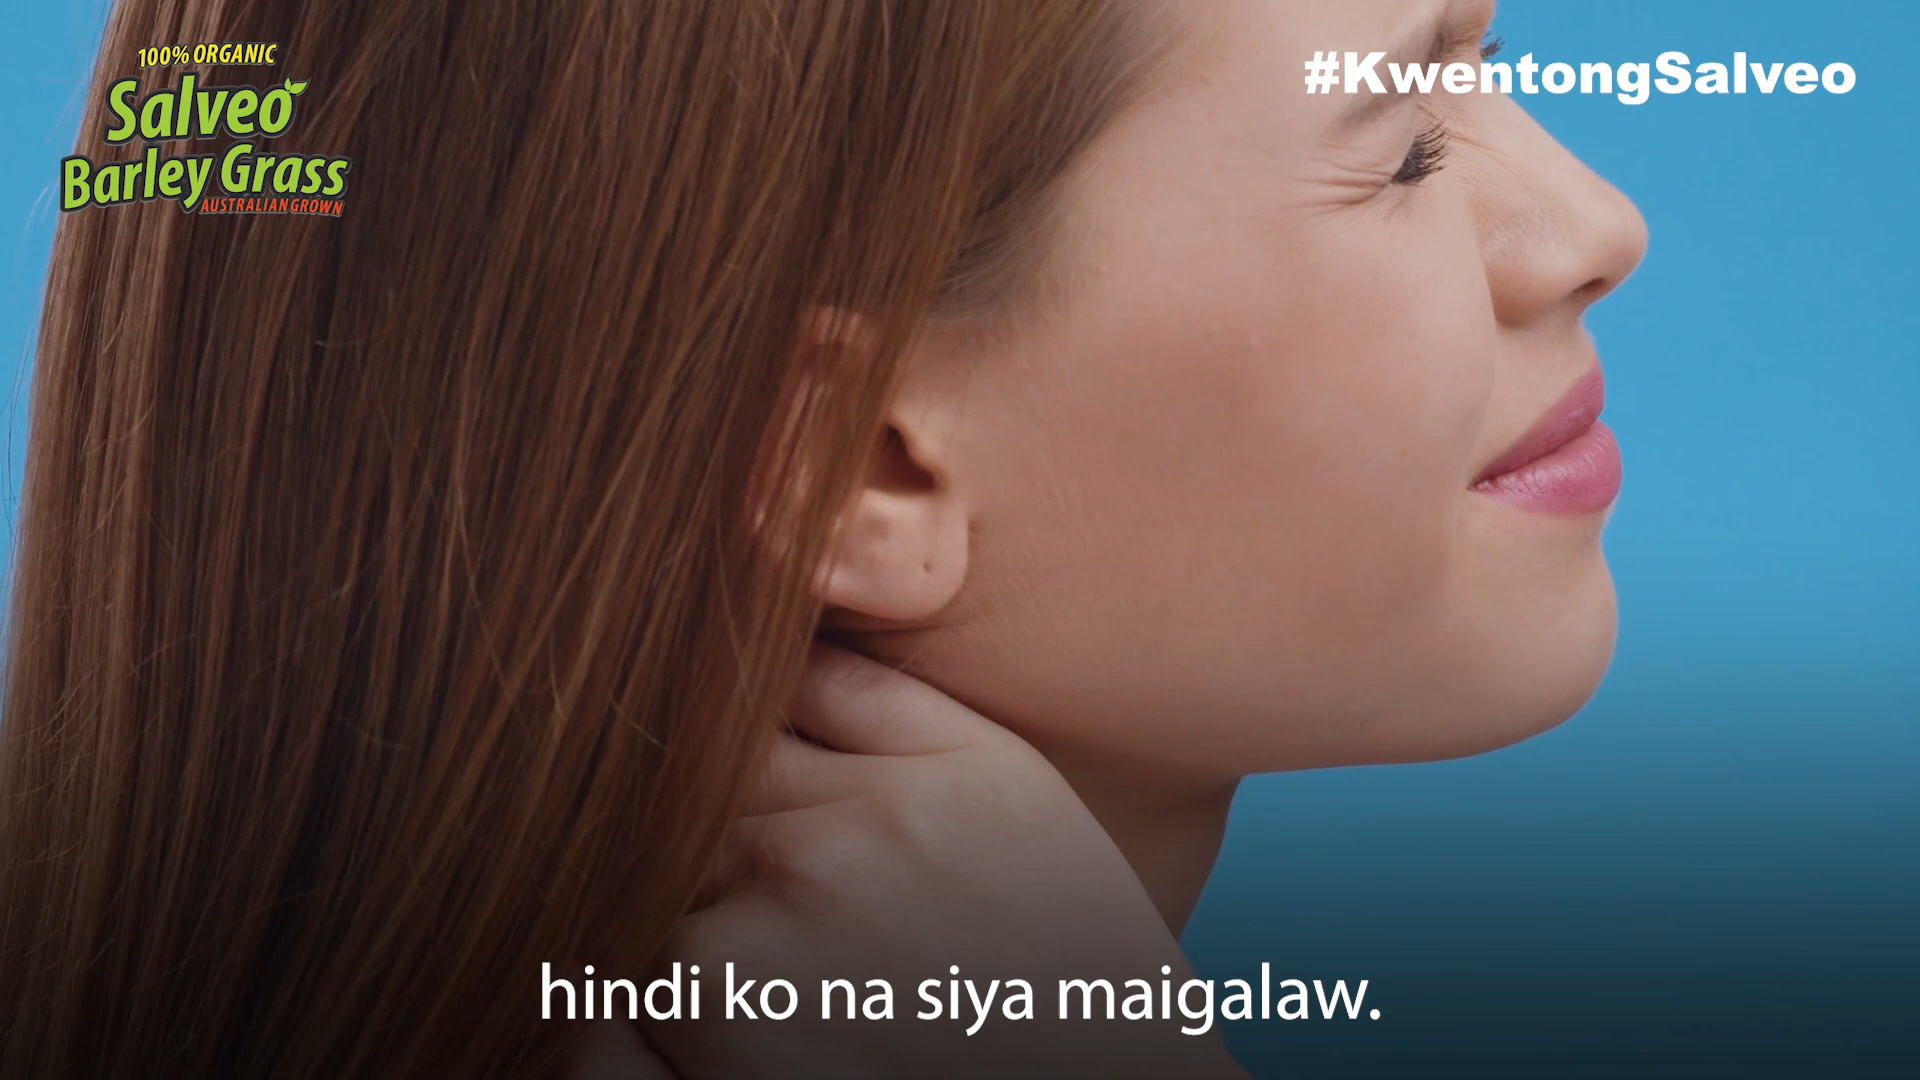 100% ORGANIC
Salveo
Barley Grass
AUSTRALIAN GROWN
#KwentongSalveo
hindi ko na siya maigalaw.